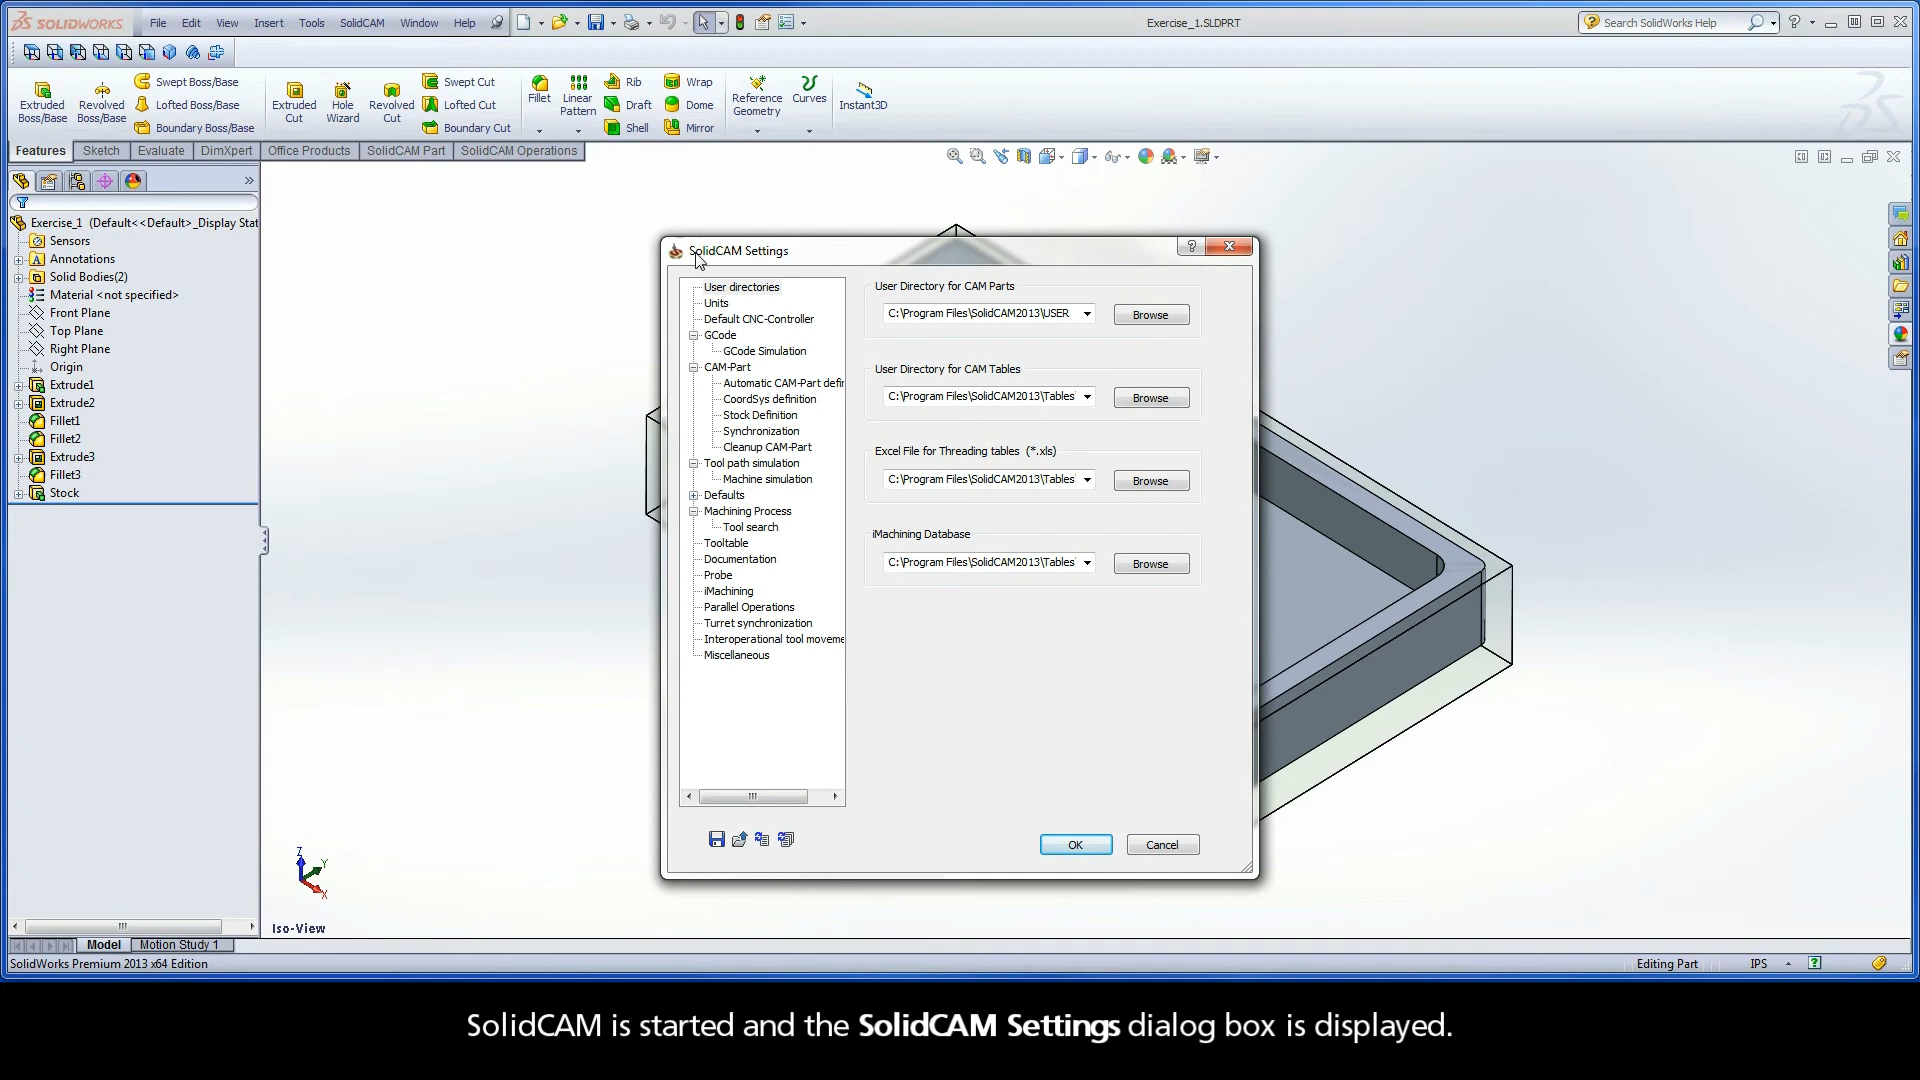 SOLIDWORKS File Edit View Insert Tools SolidCAM Window Help Exercise_1.SLDPRT Search SolidWorks Help
Extruded Boss/Base
Revolved Boss/Base
Swept Boss/Base
Lofted Boss/Base
Boundary Boss/Base
Extruded Cut
Hole Wizard
Revolved Cut
Swept Cut
Lofted Cut
Boundary Cut
Fillet
Linear Pattern
Rib
Draft
Shell
Wrap
Dome
Mirror
Reference Geometry
Curves
Instant3D
Features Sketch Evaluate DimXpert Office Products SolidCAM Part SolidCAM Operations
Exercise_1 (Default<<Default>_Display Stat
Sensors
Annotations
Solid Bodies(2)
Material <not specified>
Front Plane
Top Plane
Right Plane
Origin
Extrude1
Extrude2
Fillet1
Fillet2
Extrude3
Fillet3
Stock
SolidCAM Settings
User directories
Units
Default CNC-Controller
GCode
GCode Simulation
CAM-Part
Automatic CAM-Part defin
CoordSys definition
Stock Definition
Synchronization
Cleanup CAM-Part
Tool path simulation
Machine simulation
Defaults
Machining Process
Tool search
Tooltable
Documentation
Probe
iMachining
Parallel Operations
Turret synchronization
Interoperational tool moveme
Miscellaneous
User Directory for CAM Parts
C:\Program Files\SolidCAM2013\USER Browse
User Directory for CAM Tables
C:\Program Files\SolidCAM2013\Tables Browse
Excel File for Threading tables (*.xls)
C:\Program Files\SolidCAM2013\Tables Browse
iMachining Database
C:\Program Files\SolidCAM2013\Tables Browse
OK Cancel
Z
Y
X
Iso-View
Model Motion Study 1
SolidWorks Premium 2013 x64 Edition Editing Part IPS
SolidCAM is started and the SolidCAM Settings dialog box is displayed.